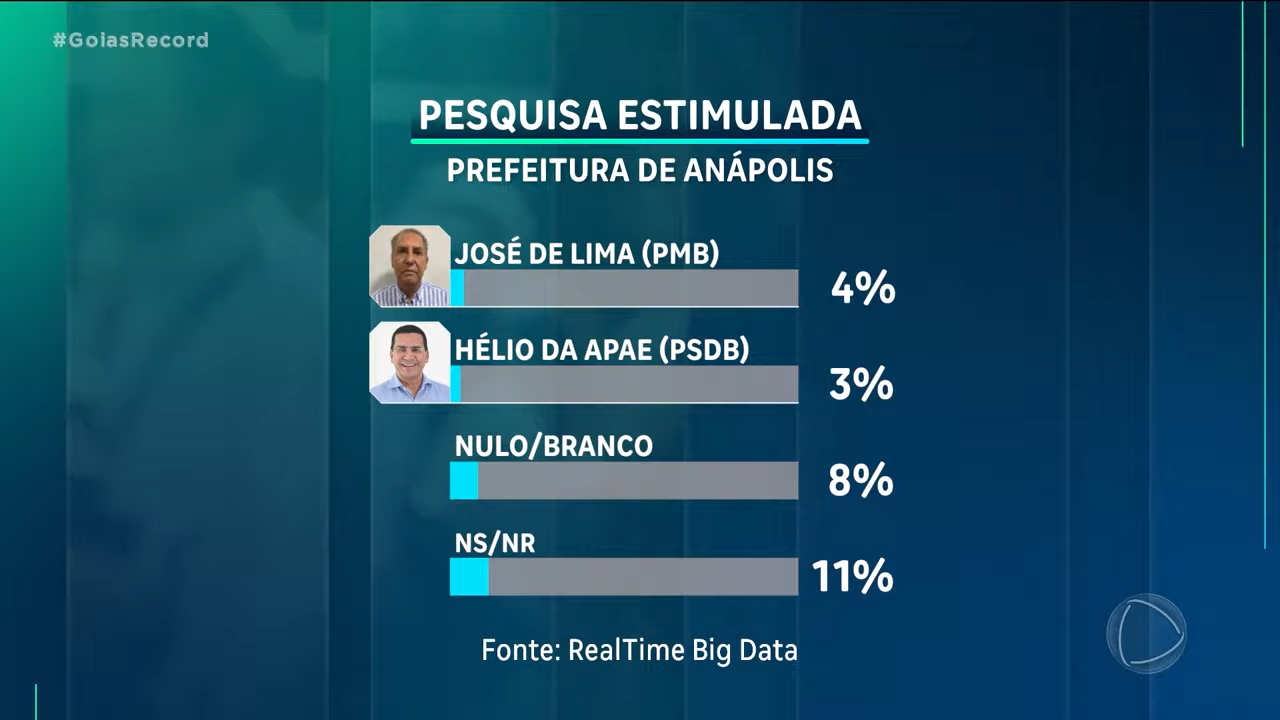 #GoiasRecord
PESQUISA ESTIMULADA
PREFEITURA DE ANÁPOLIS
JOSÉ DE LIMA (PMB)
4%
HÉLIO DA APAE (PSDB)
3%
NULO/BRANCO
8%
NS/NR
11%
Fonte: RealTime Big Data